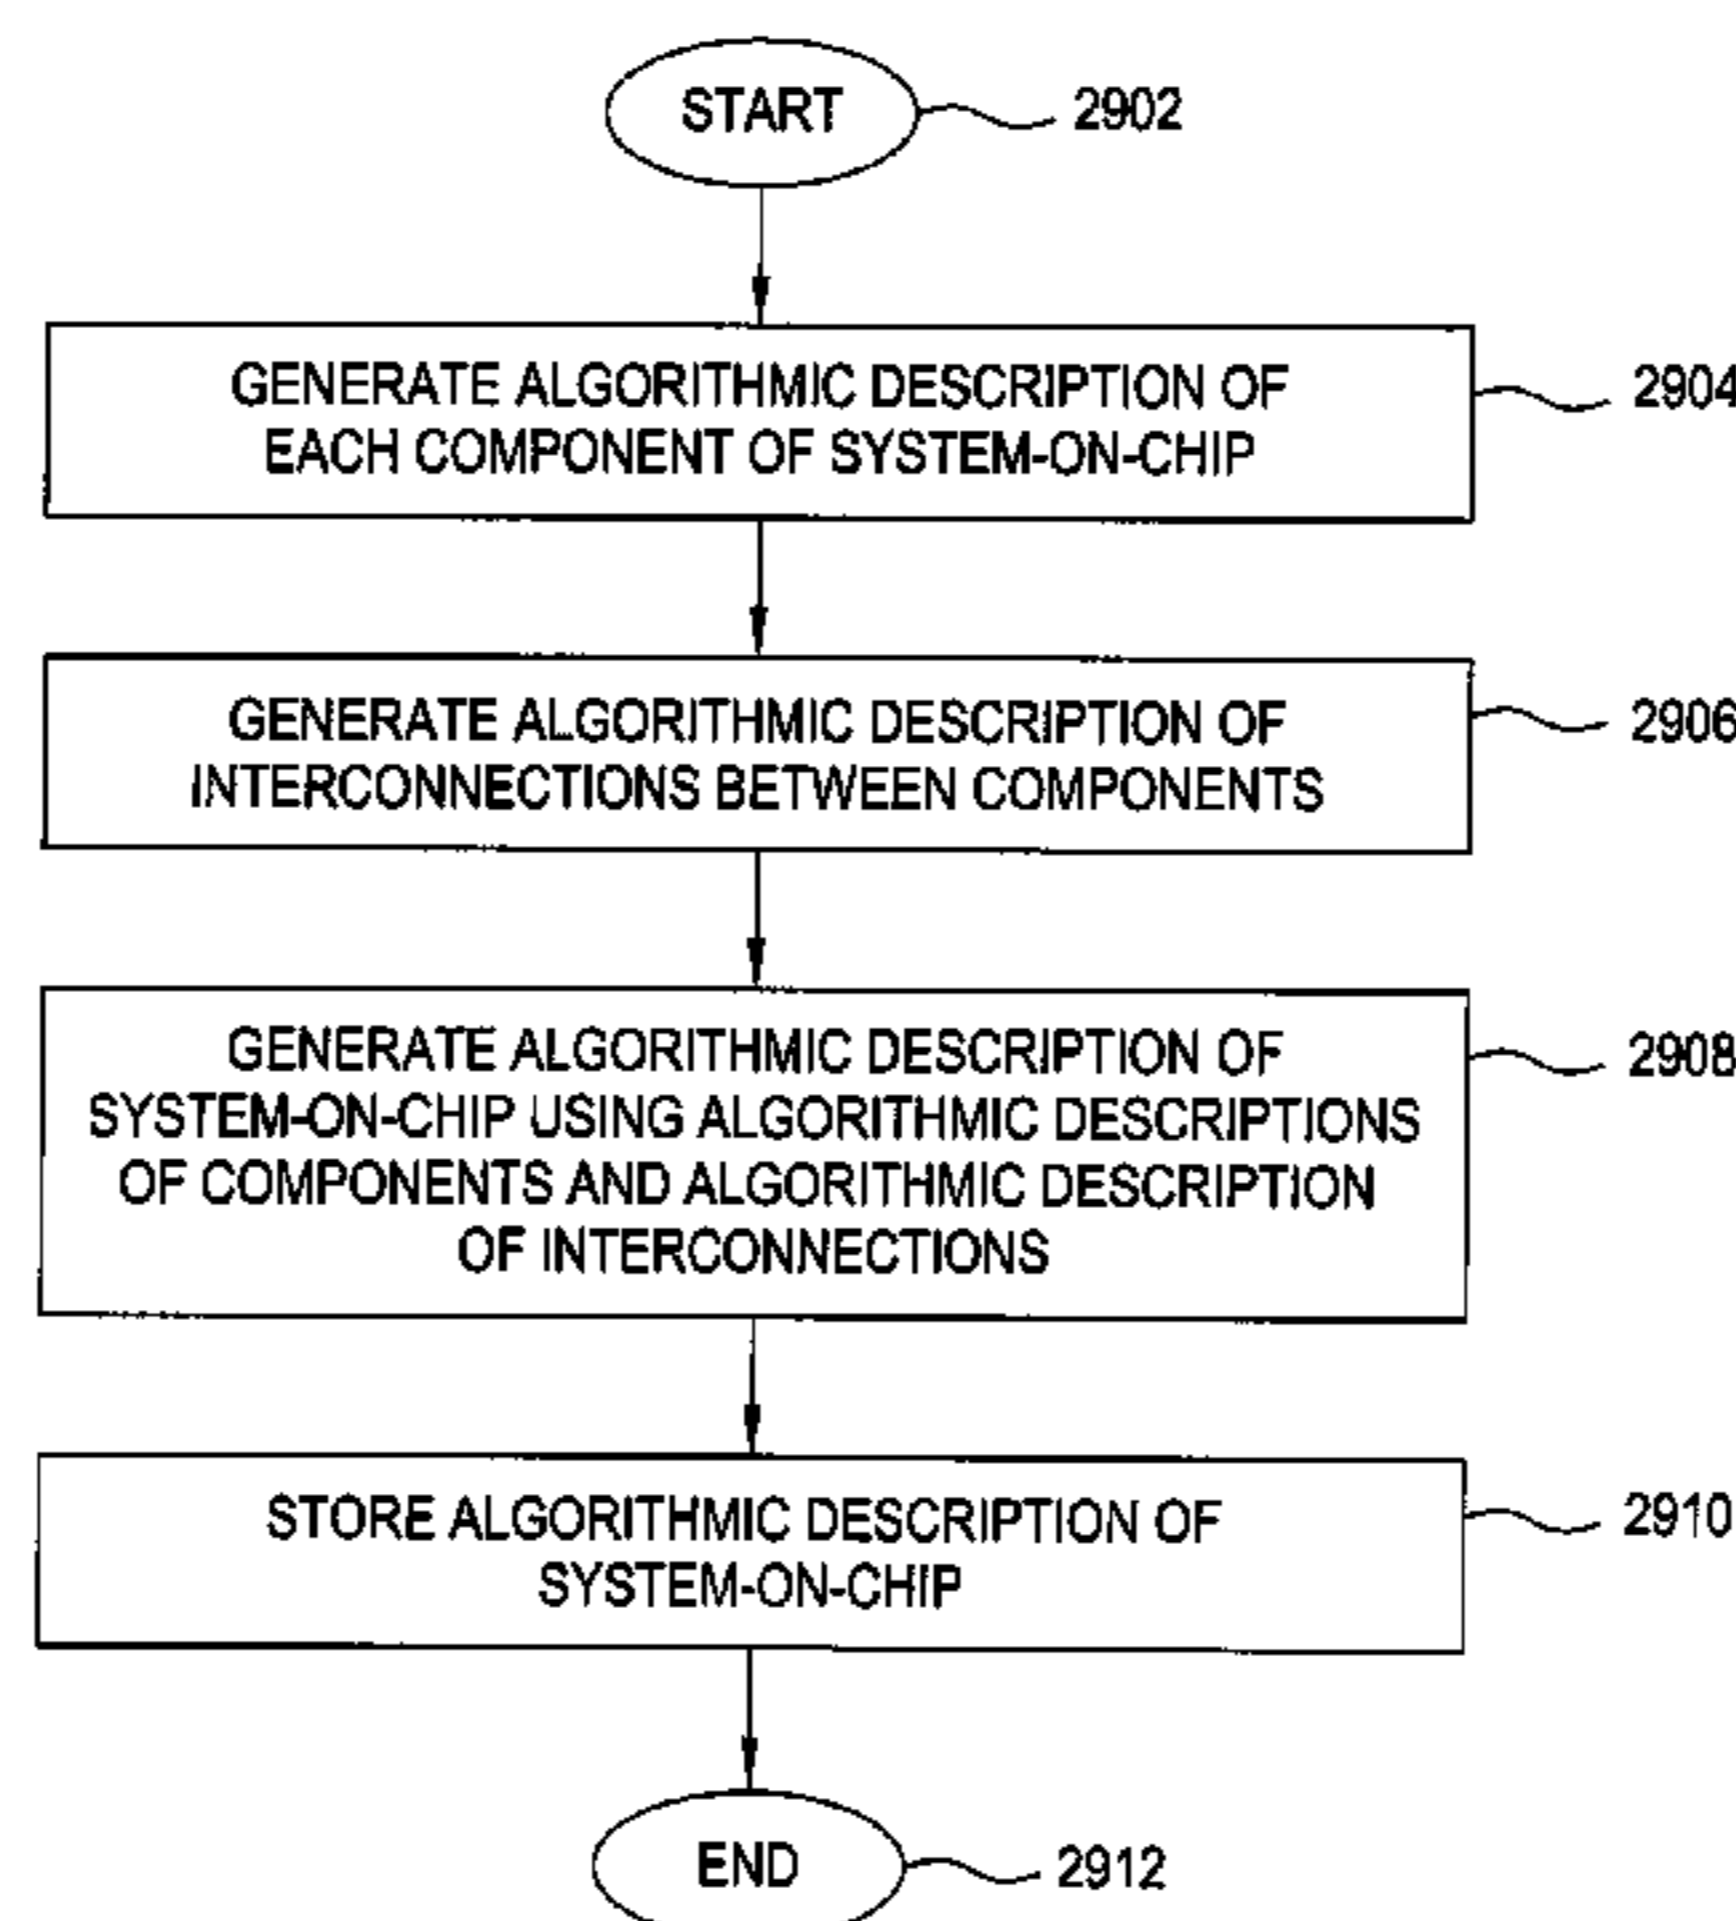 START
2902
GENERATE ALGORITHMIC DESCRIPTION OF
EACH COMPONENT OF SYSTEM-ON-CHIP
2904
GENERATE ALGORITHMIC DESCRIPTION OF
INTERCONNECTIONS BETWEEN COMPONENTS
2906
GENERATE ALGORITHMIC DESCRIPTION OF
SYSTEM-ON-CHIP USING ALGORITHMIC DESCRIPTIONS
OF COMPONENTS AND ALGORITHMIC DESCRIPTION
OF INTERCONNECTIONS
2908
STORE ALGORITHMIC DESCRIPTION OF
SYSTEM-ON-CHIP
2910
END
2912